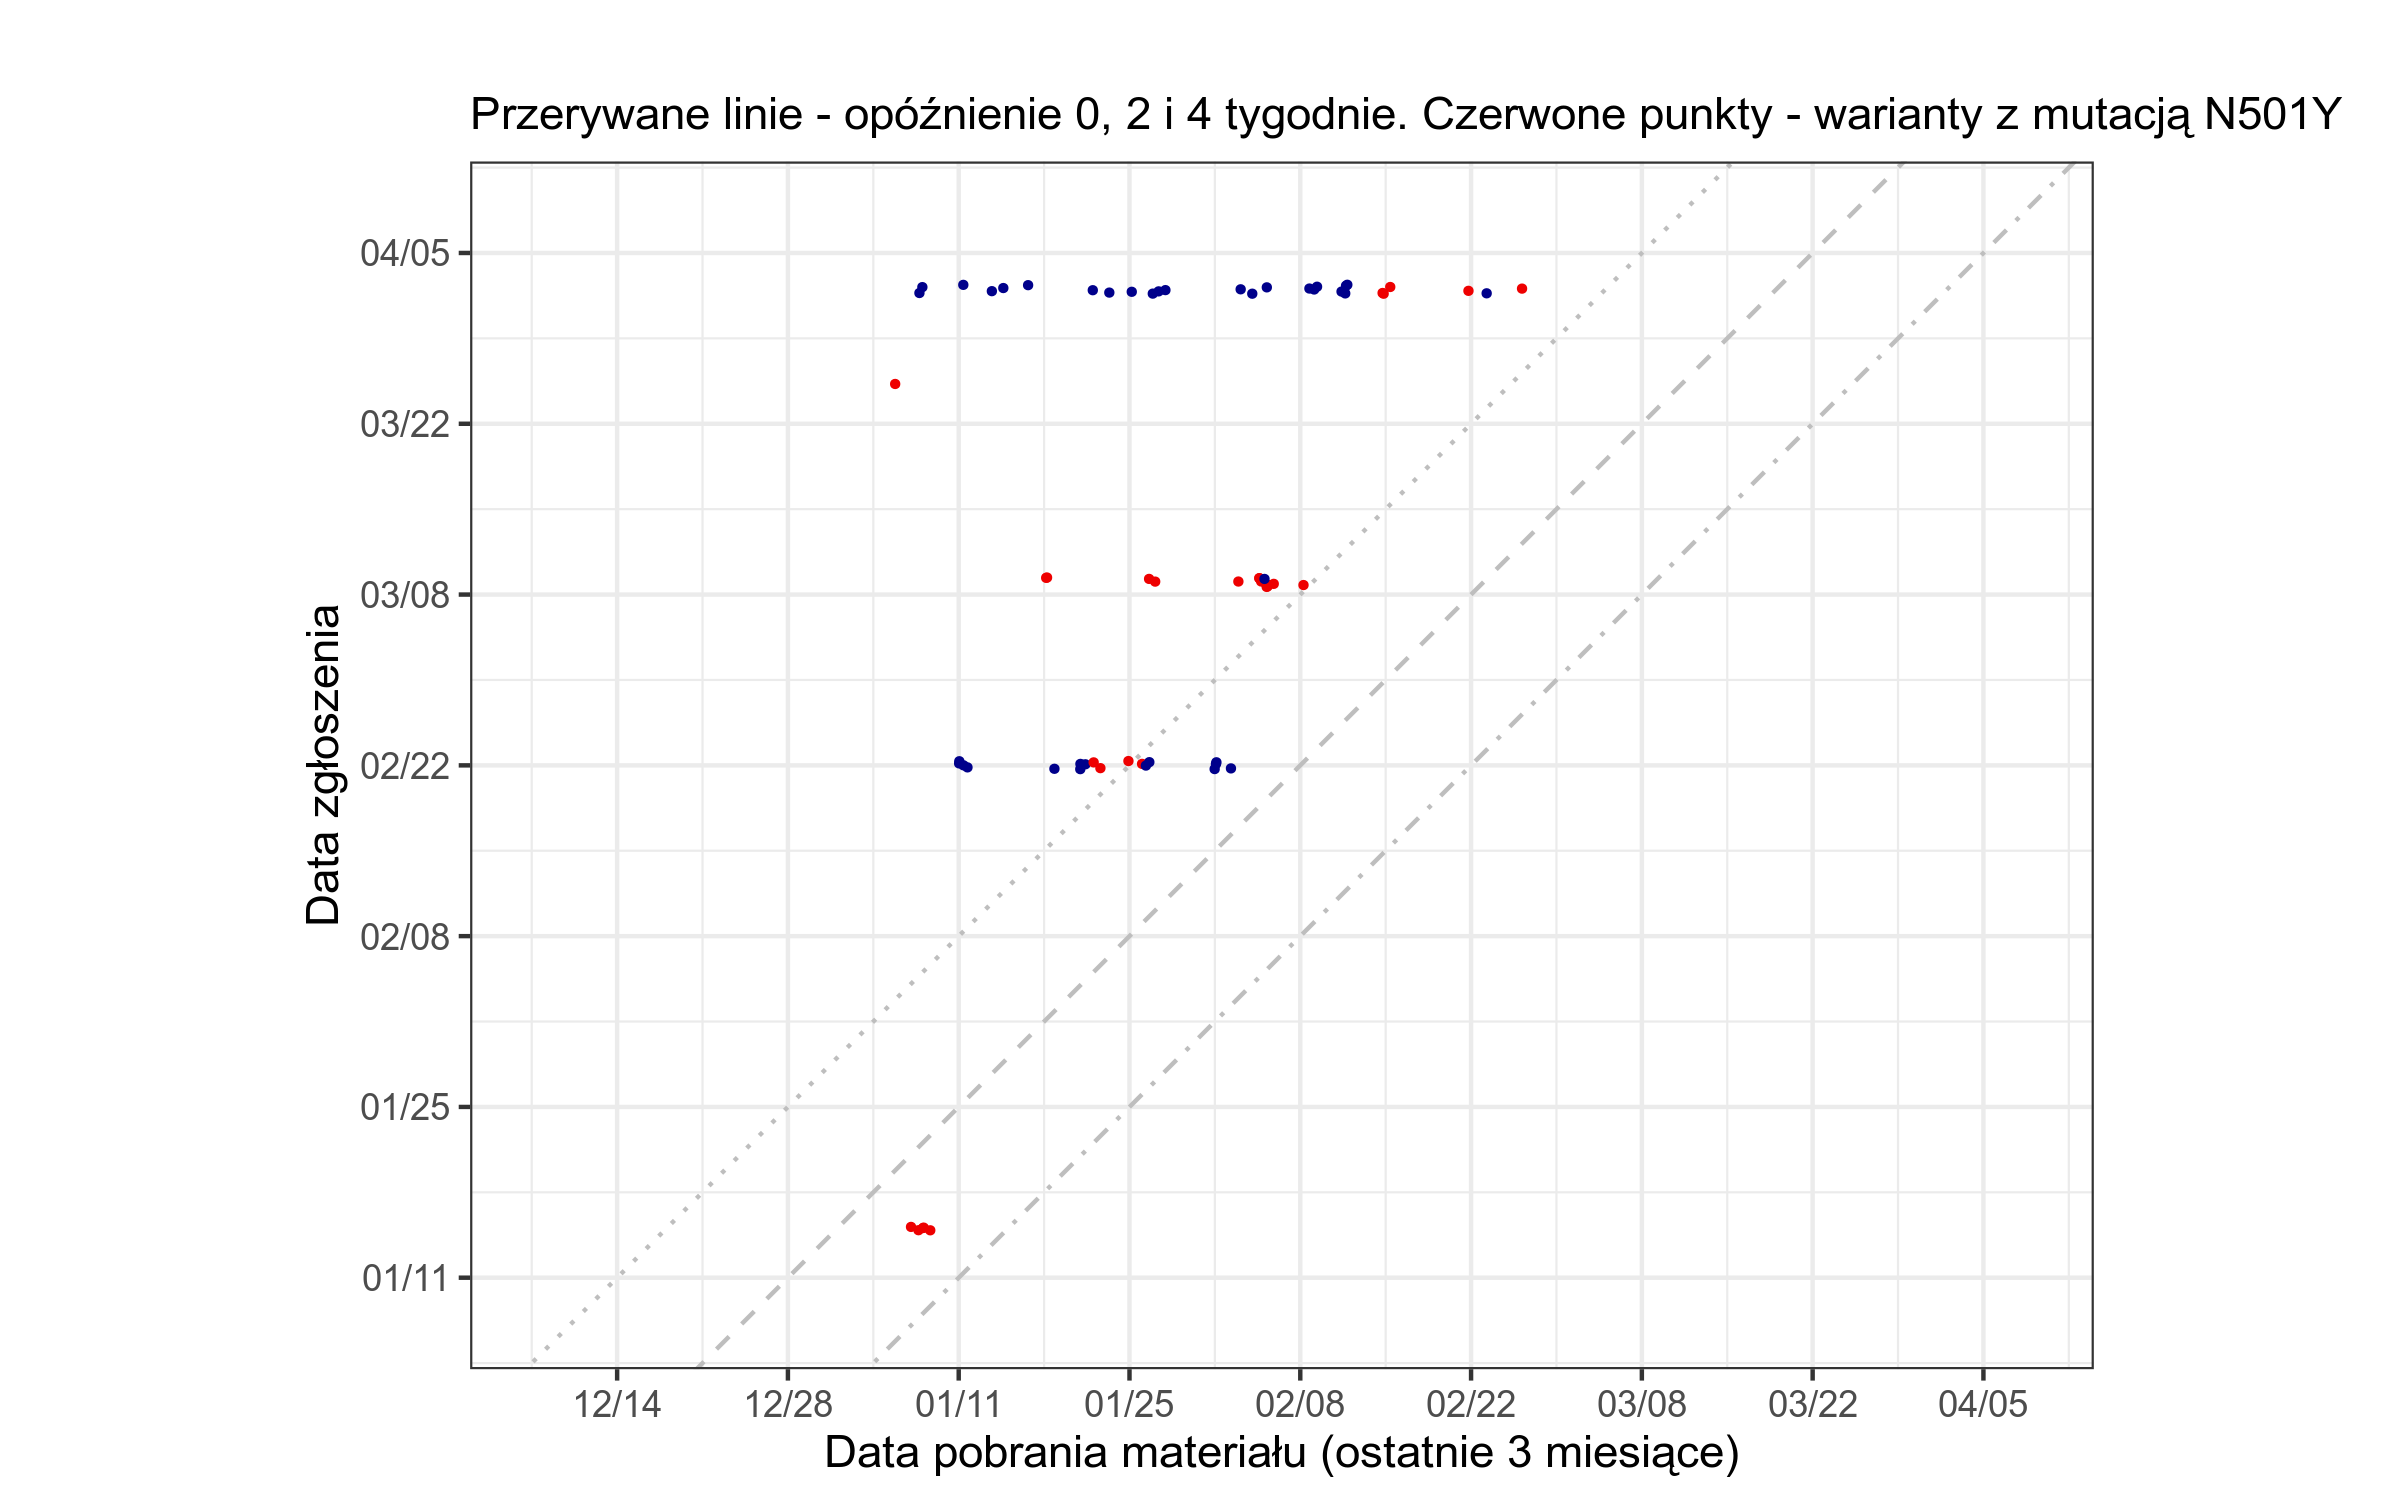 Przerywane linie - opóźnienie 0, 2 i 4 tygodnie. Czerwone punkty - warianty z mutacją N501Y
Data zgłoszenia
04/05
03/22
03/08
02/22
02/08
01/25
01/11
12/14 12/28 01/11 01/25 02/08 02/22 03/08 03/22 04/05
Data pobrania materiału (ostatnie 3 miesiące)